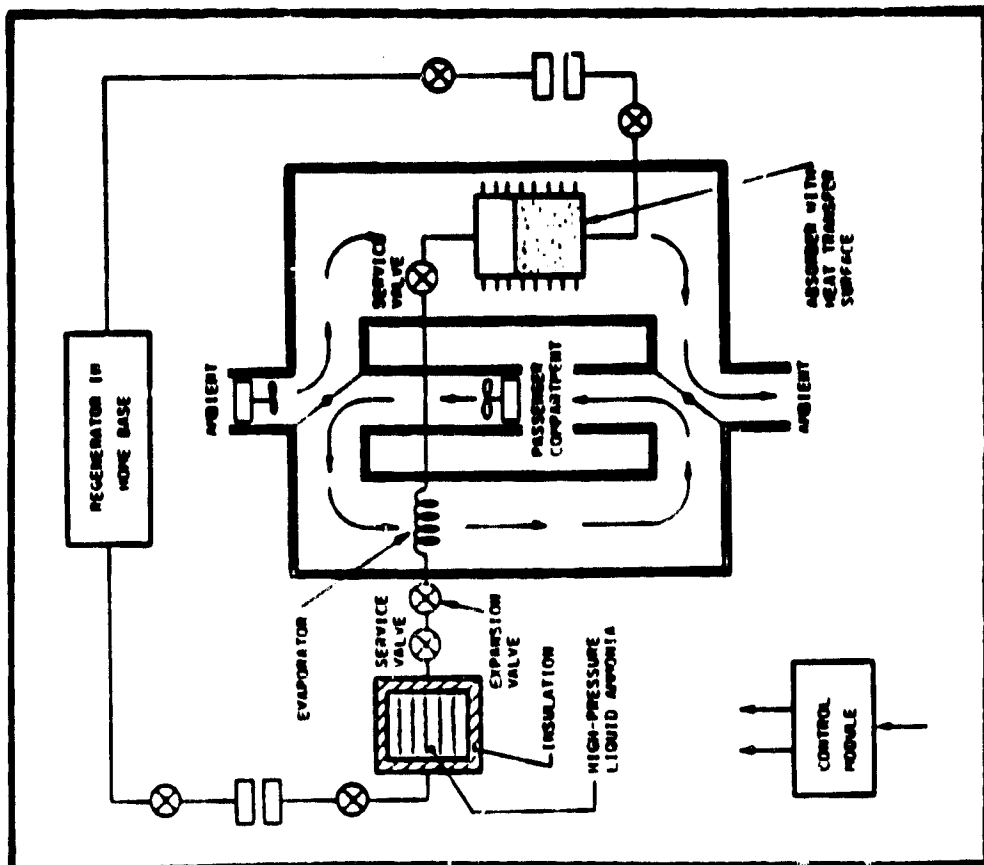 REGENERATOR IN
HOME BASE
AMBIENT
SERVICE
VALVE
ABSORBER WITH
HEAT TRANSFER
SURFACE
PASSENGER
COMPARTMENT
AMBIENT
EVAPORATOR
SERVICE
VALVE
EXPANSION
VALVE
INSULATION
HIGH-PRESSURE
LIQUID AMMONIA
CONTROL
MODULE